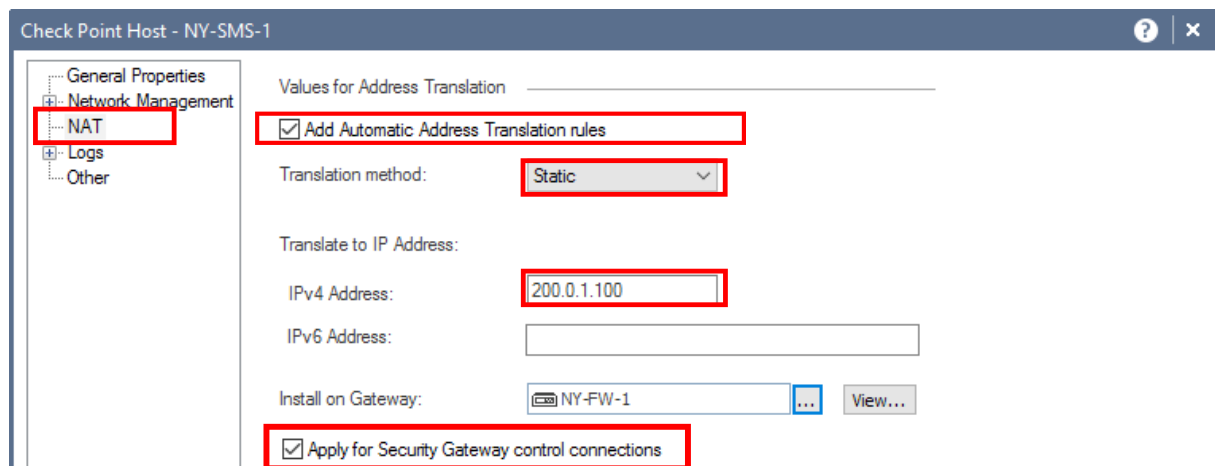 Check Point Host - NY-SMS-1
General Properties
Network Management
NAT
Logs
Other
Values for Address Translation
Add Automatic Address Translation rules
Translation method: Static
Translate to IP Address:
IPv4 Address: 200.0.1.100
IPv6 Address:
Install on Gateway: NY-FW-1 ... View...
Apply for Security Gateway control connections